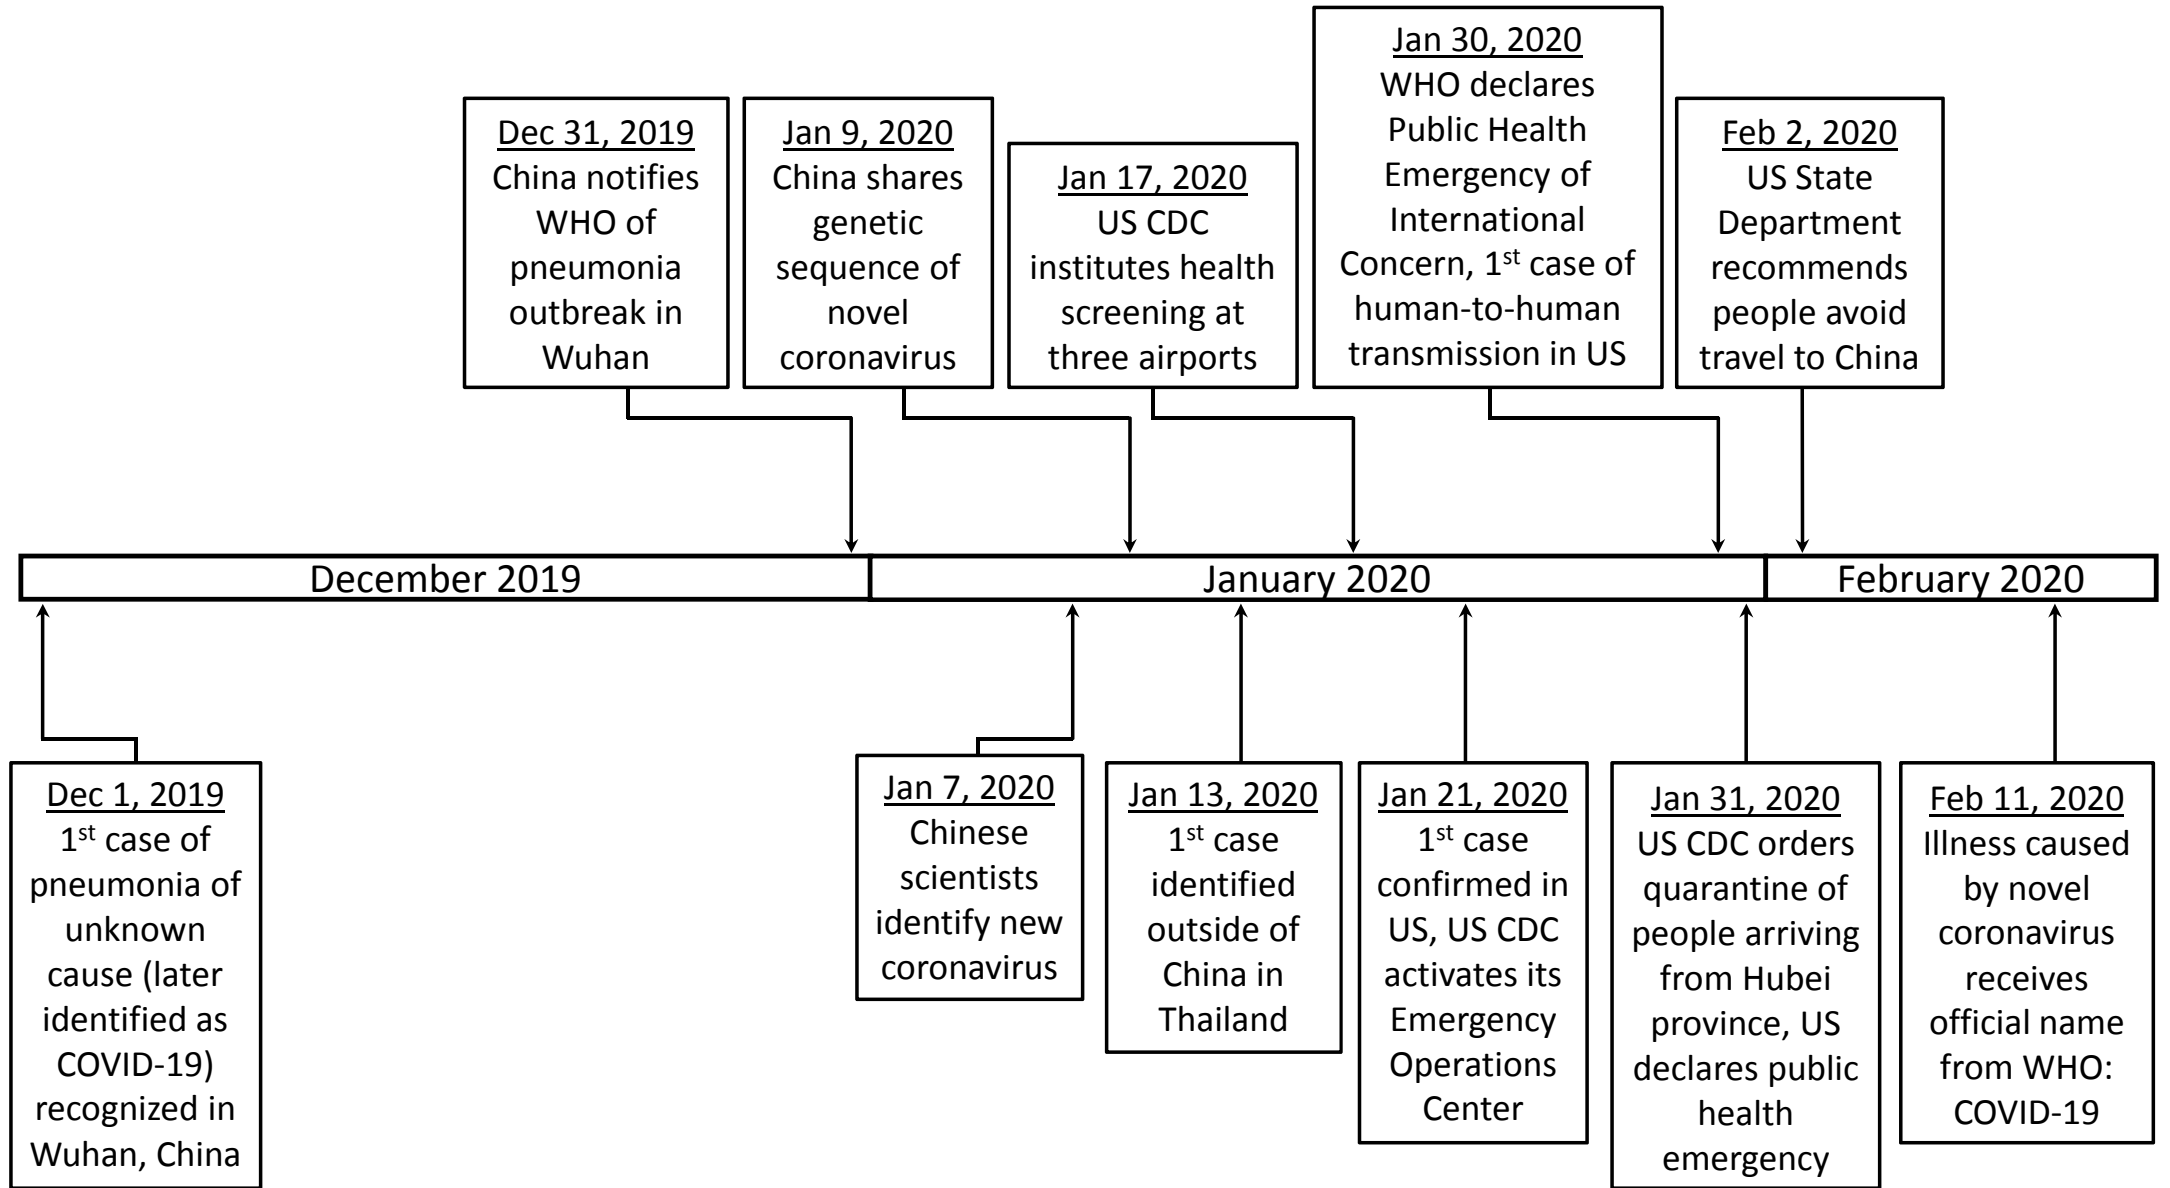 Dec 31, 2019
China notifies
WHO of
pneumonia
outbreak in
Wuhan
Jan 9, 2020
China shares
genetic
sequence of
novel
coronavirus
Jan 17, 2020
US CDC
institutes health
screening at
three airports
Jan 30, 2020
WHO declares
Public Health
Emergency of
International
Concern, 1st case of
human-to-human
transmission in US
Feb 2, 2020
US State
Department
recommends
people avoid
travel to China
December 2019
January 2020
February 2020
Dec 1, 2019
1st case of
pneumonia of
unknown
cause (later
identified as
COVID-19)
recognized in
Wuhan, China
Jan 7, 2020
Chinese
scientists
identify new
coronavirus
Jan 13, 2020
1st case
identified
outside of
China in
Thailand
Jan 21, 2020
1st case
confirmed in
US, US CDC
activates its
Emergency
Operations
Center
Jan 31, 2020
US CDC orders
quarantine of
people arriving
from Hubei
province, US
declares public
health
emergency
Feb 11, 2020
Illness caused
by novel
coronavirus
receives
official name
from WHO:
COVID-19